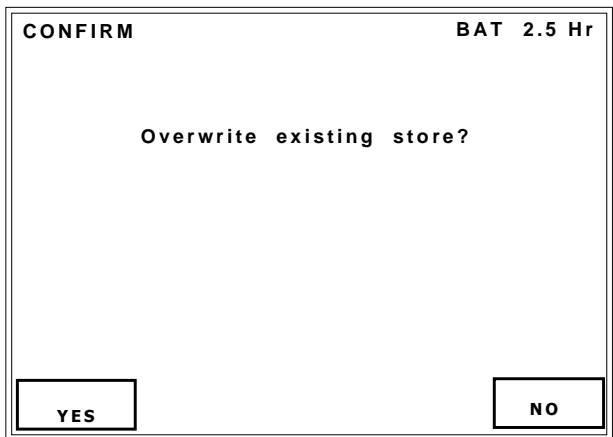 CONFIRM BAT 2.5 Hr
Overwrite existing store?
YES NO